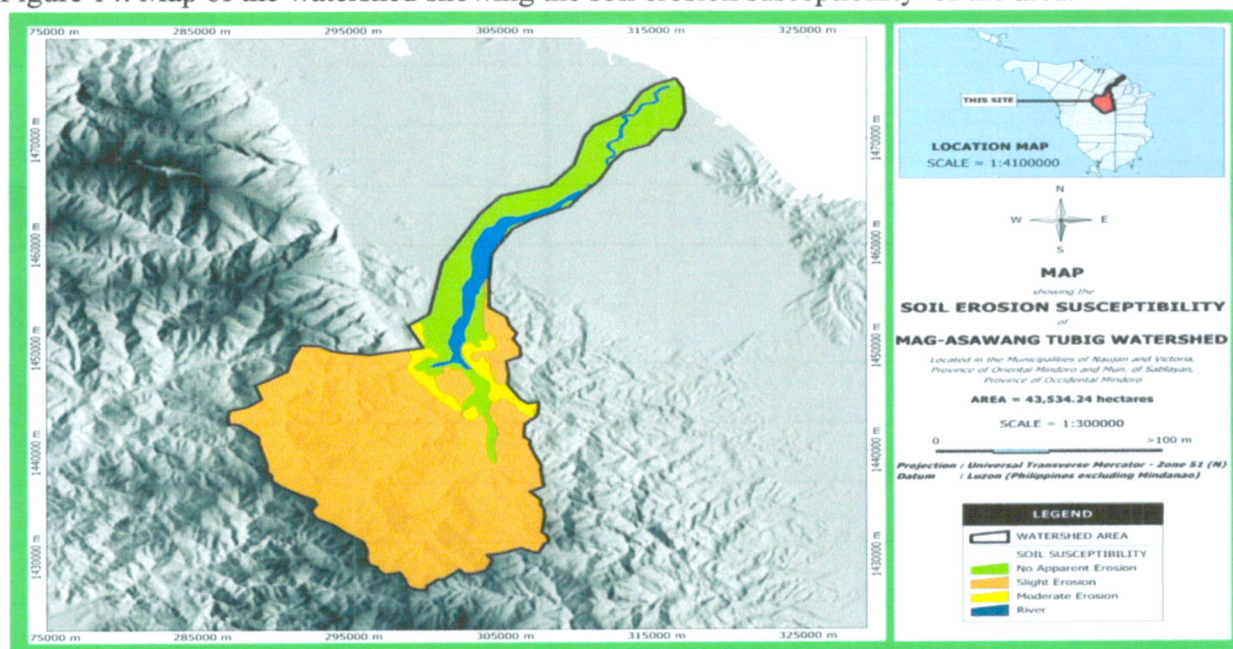 Figure 14. Map of the watershed showing the soil erosion susceptibility of the area.
75000 m 285000 m 295000 m 305000 m 315000 m 325000 m
1470000 m
1460000 m
1450000 m
1440000 m
1430000 m
1470000 m
1460000 m
1450000 m
1440000 m
1430000 m
75000 m 285000 m 295000 m 305000 m 315000 m 325000 m
THIS SITE
LOCATION MAP
SCALE = 1:4100000
N
W E
S
MAP
showing the
SOIL EROSION SUSCEPTIBILITY
of
MAG-ASAWANG TUBIG WATERSHED
Located in the Municipalities of Naujan and Victoria,
Province of Oriental Mindoro and Mun. of Sablayan,
Province of Occidental Mindoro
AREA = 43,534.24 hectares
SCALE = 1:300000
0 >100 m
Projection : Universal Transverse Mercator - Zone 51 (N)
Datum : Luzon (Philippines excluding Mindanao)
LEGEND
WATERSHED AREA
SOIL SUSCEPTIBILITY
No Apparent Erosion
Slight Erosion
Moderate Erosion
River